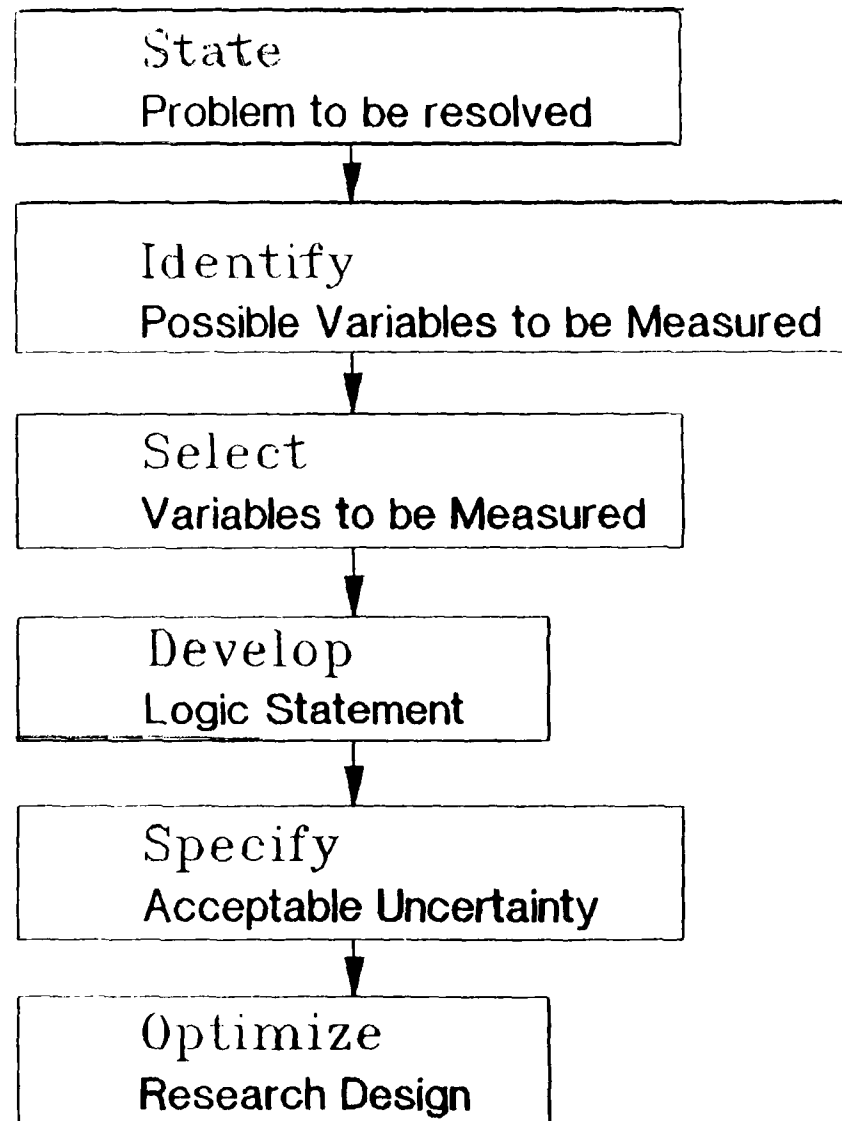 State
Problem to be resolved
Identify
Possible Variables to be Measured
Select
Variables to be Measured
Develop
Logic Statement
Specify
Acceptable Uncertainty
Optimize
Research Design